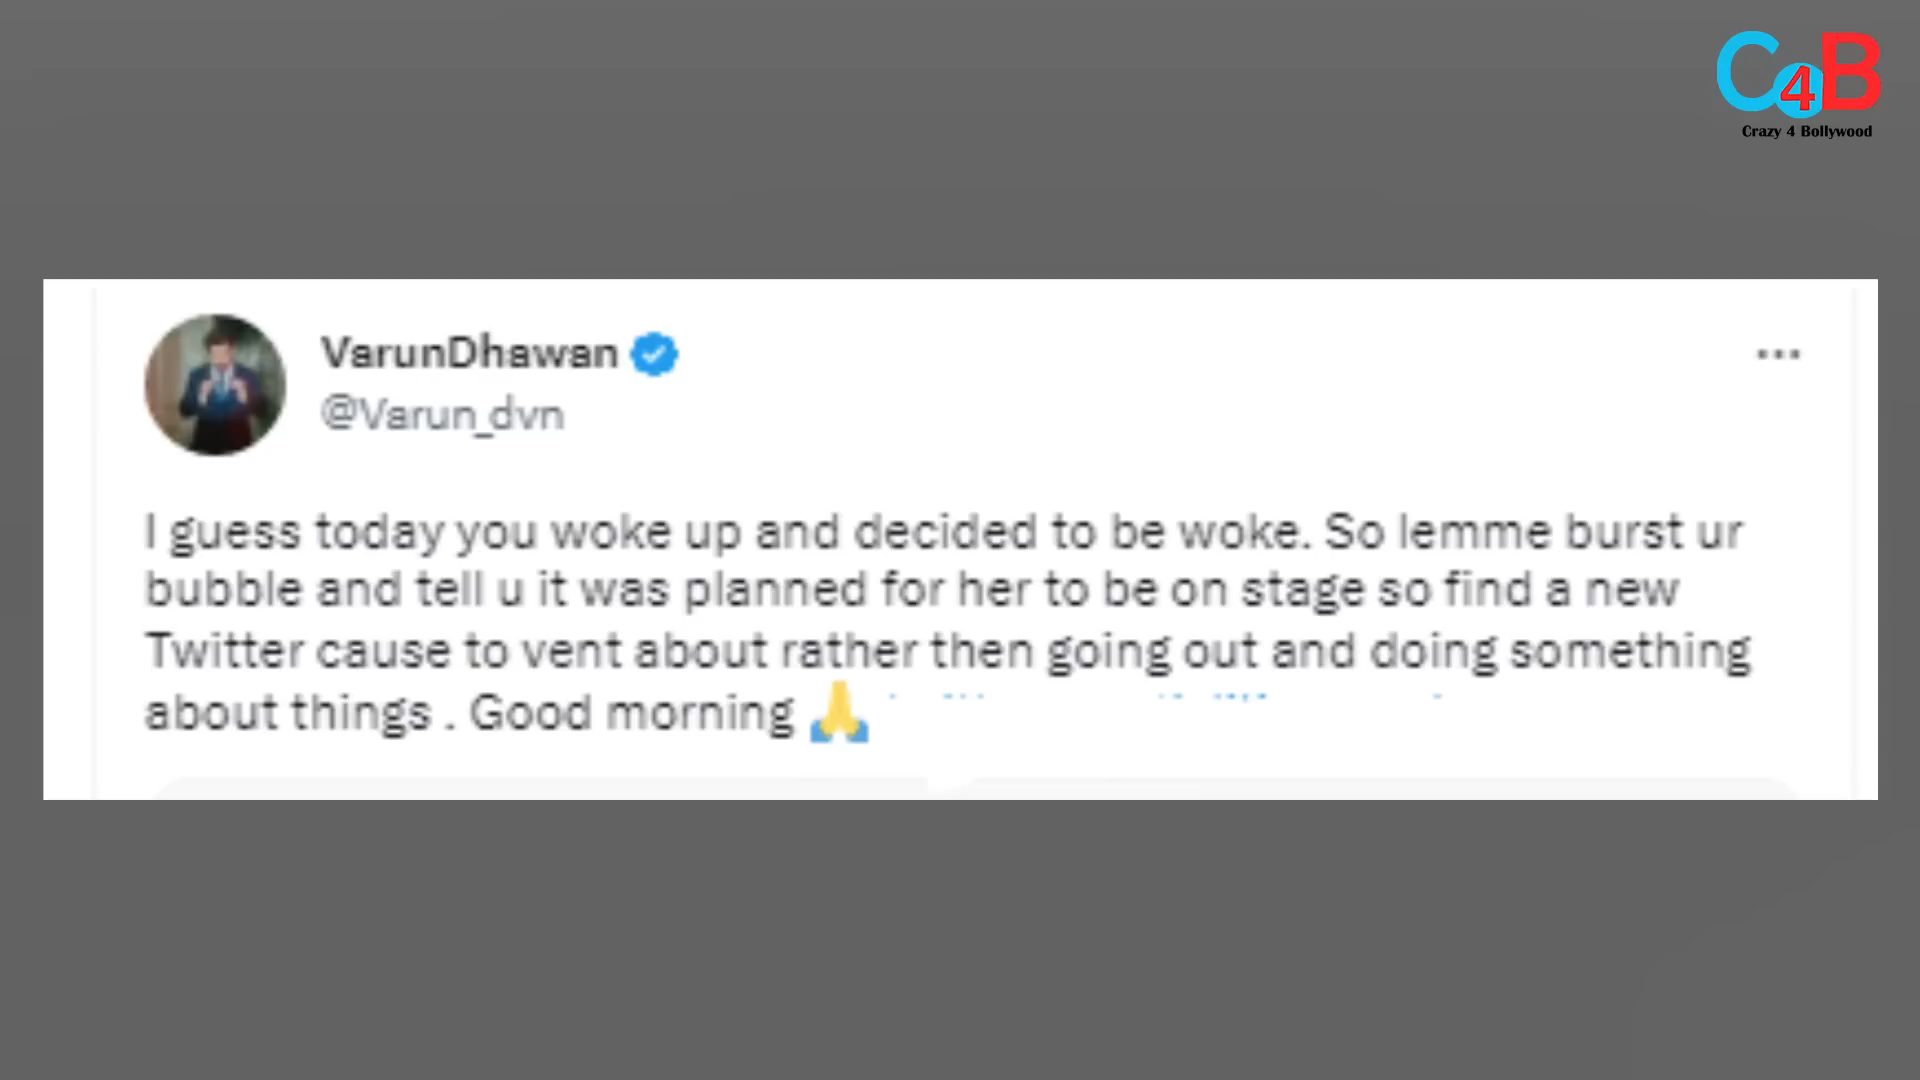 C4B
Crazy 4 Bollywood
VarunDhawan
@Varun_dvn
I guess today you woke up and decided to be woke. So lemme burst ur
bubble and tell u it was planned for her to be on stage so find a new
Twitter cause to vent about rather then going out and doing something
about things . Good morning 🙏